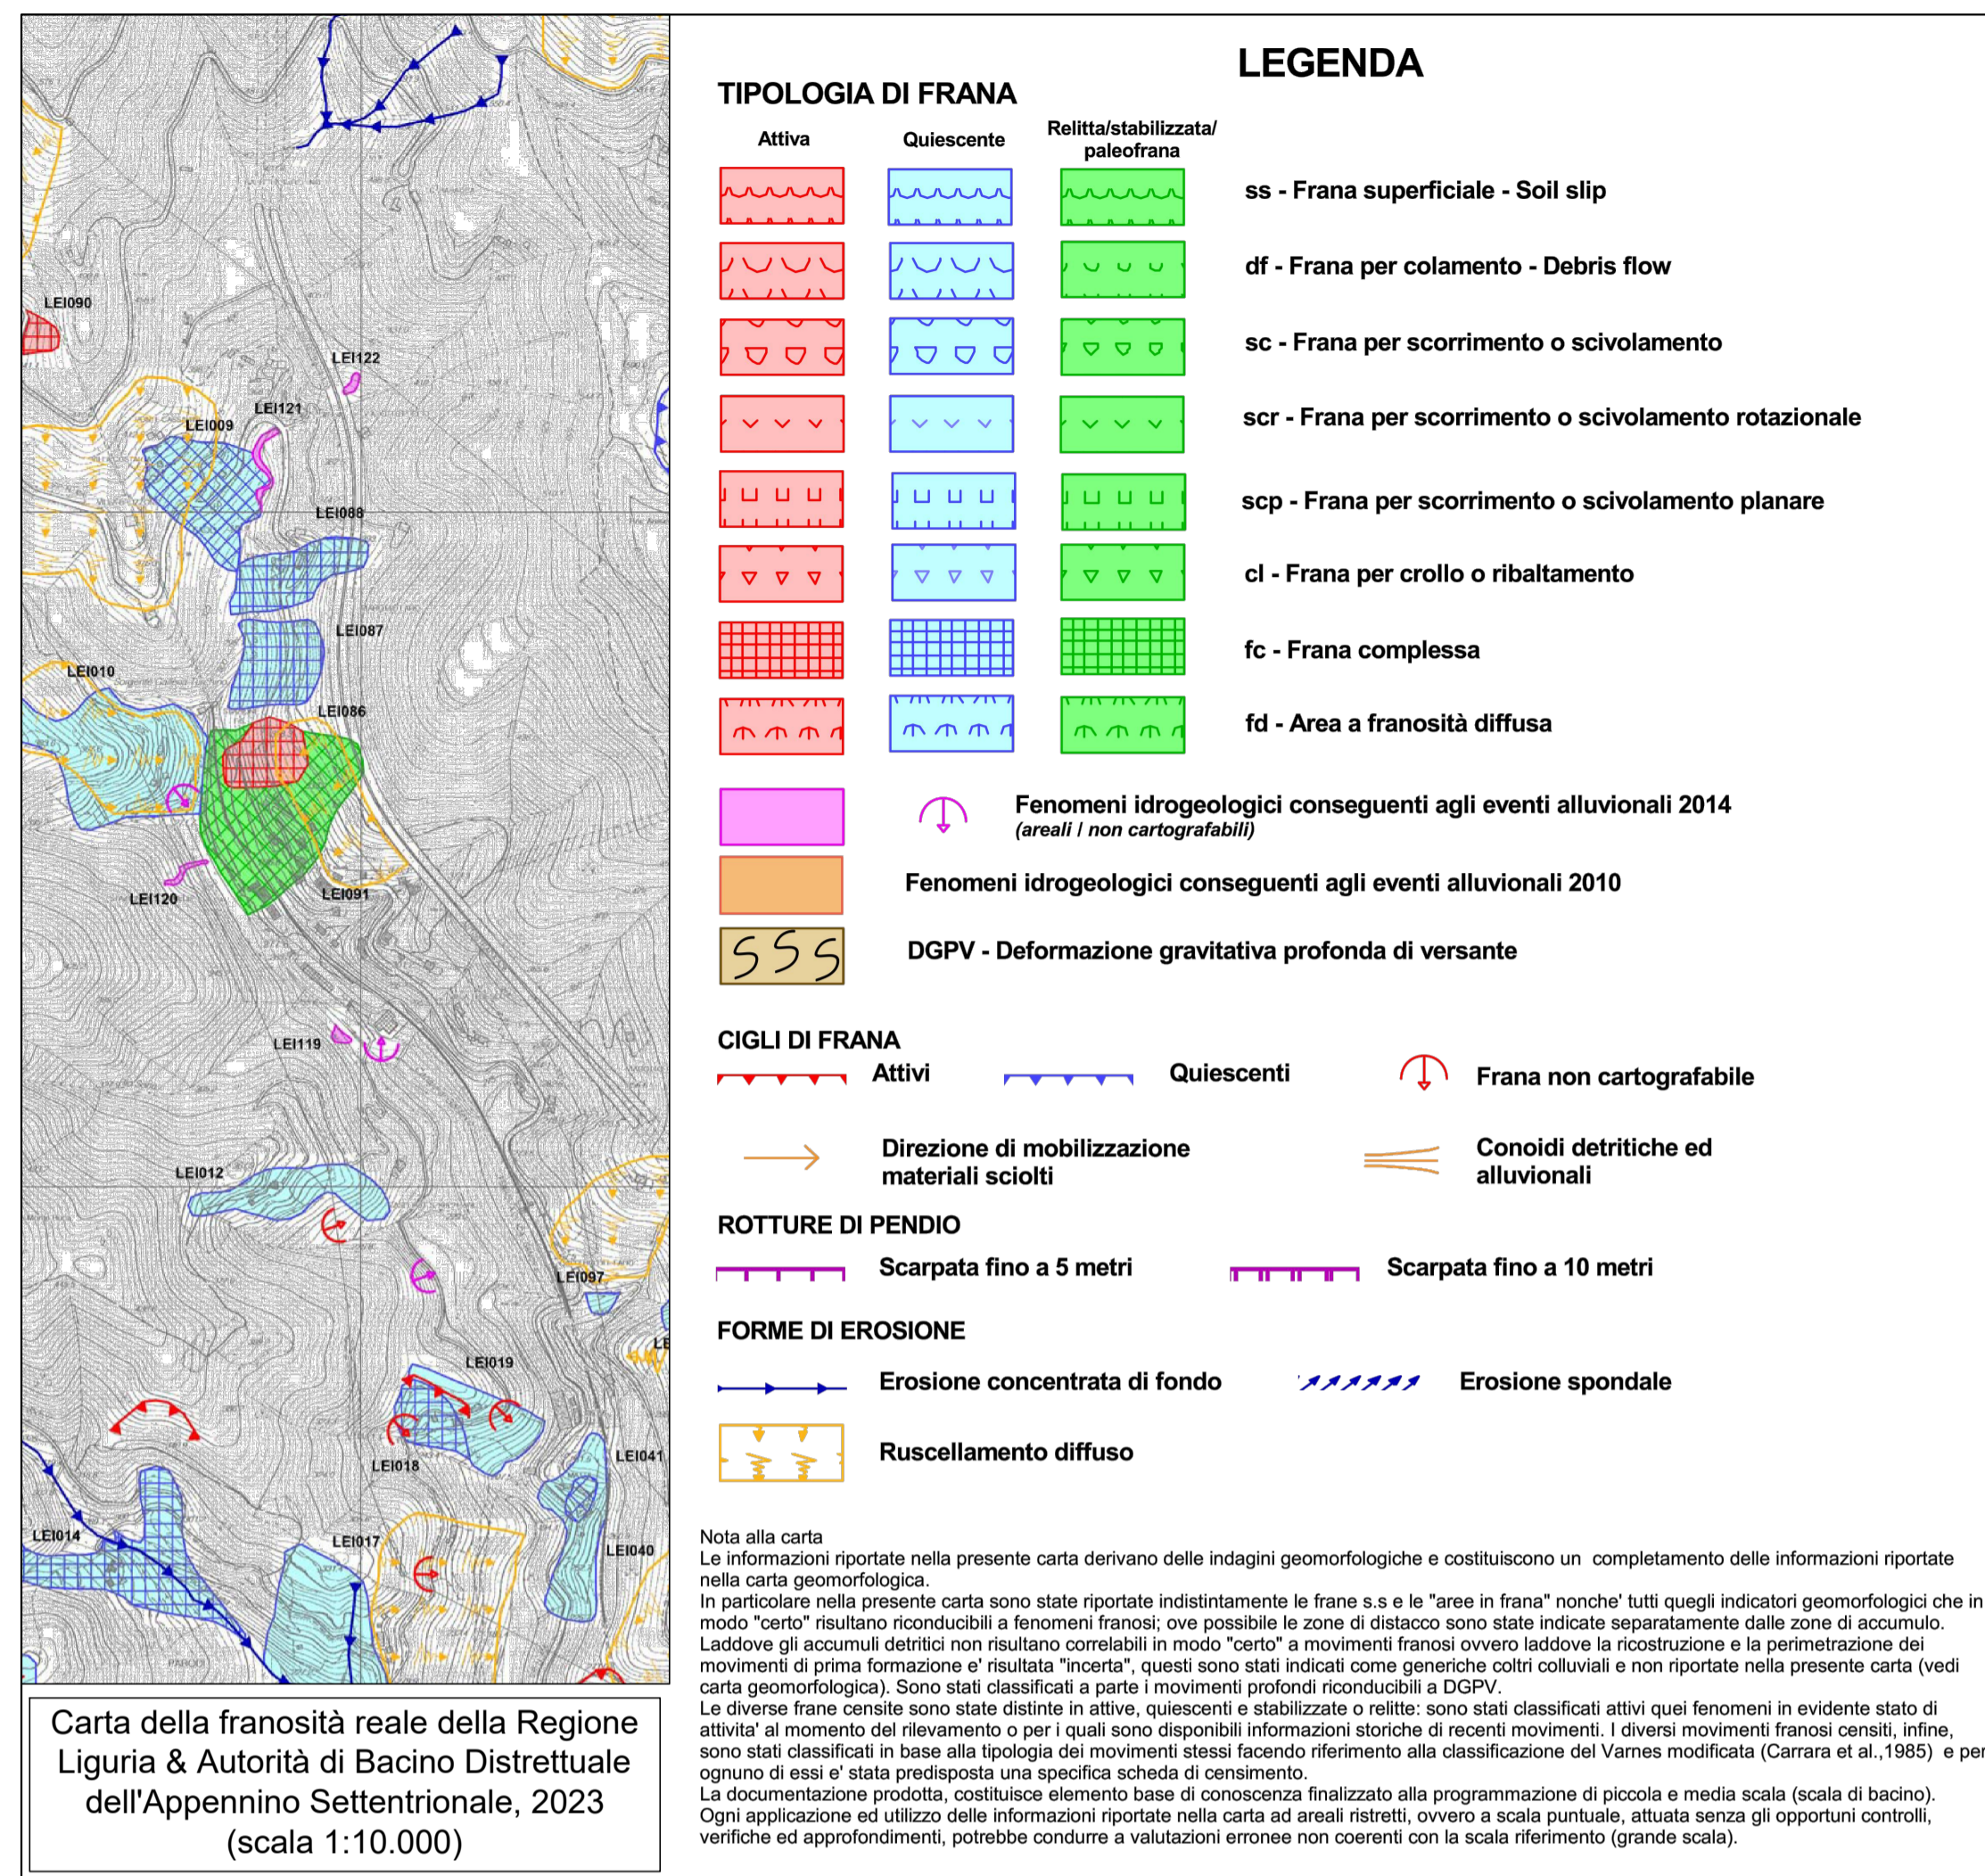 LEGENDA
TIPOLOGIA DI FRANA
Attiva
Quiescente
Relitta/stabilizzata/
paleofrana
ss - Frana superficiale - Soil slip
df - Frana per colamento - Debris flow
sc - Frana per scorrimento o scivolamento
scr - Frana per scorrimento o scivolamento rotazionale
scp - Frana per scorrimento o scivolamento planare
cl - Frana per crollo o ribaltamento
fc - Frana complessa
fd - Area a franosità diffusa
Fenomeni idrogeologici conseguenti agli eventi alluvionali 2014
(areali / non cartografabili)
Fenomeni idrogeologici conseguenti agli eventi alluvionali 2010
SSS
DGPV - Deformazione gravitativa profonda di versante
CIGLI DI FRANA
Attivi
Quiescenti
Frana non cartografabile
Direzione di mobilizzazione
materiali sciolti
Conoidi detritiche ed
alluvionali
ROTTURE DI PENDIO
Scarpata fino a 5 metri
Scarpata fino a 10 metri
FORME DI EROSIONE
Erosione concentrata di fondo
Erosione spondale
Ruscellamento diffuso
Nota alla carta
Le informazioni riportate nella presente carta derivano delle indagini geomorfologiche e costituiscono un completamento delle informazioni riportate
nella carta geomorfologica.
In particolare nella presente carta sono state riportate indistintamente le frane s.s e le "aree in frana" nonche' tutti quegli indicatori geomorfologici che in
modo "certo" risultano riconducibili a fenomeni franosi; ove possibile le zone di distacco sono state indicate separatamente dalle zone di accumulo.
Laddove gli accumuli detritici non risultano correlabili in modo "certo" a movimenti franosi ovvero laddove la ricostruzione e la perimetrazione dei
movimenti di prima formazione e' risultata "incerta", questi sono stati indicati come generiche coltri colluviali e non riportate nella presente carta (vedi
carta geomorfologica). Sono stati classificati a parte i movimenti profondi riconducibili a DGPV.
Le diverse frane censite sono state distinte in attive, quiescenti e stabilizzate o relitte: sono stati classificati attivi quei fenomeni in evidente stato di
attivita' al momento del rilevamento o per i quali sono disponibili informazioni storiche di recenti movimenti. I diversi movimenti franosi censiti, infine,
sono stati classificati in base alla tipologia dei movimenti stessi facendo riferimento alla classificazione del Varnes modificata (Carrara et al.,1985) e per
ognuno di essi e' stata predisposta una specifica scheda di censimento.
La documentazione prodotta, costituisce elemento base di conoscenza finalizzato alla programmazione di piccola e media scala (scala di bacino).
Ogni applicazione ed utilizzo delle informazioni riportate nella carta ad areali ristretti, ovvero a scala puntuale, attuata senza gli opportuni controlli,
verifiche ed approfondimenti, potrebbe condurre a valutazioni erronee non coerenti con la scala riferimento (grande scala).
LEI090
LEI122
LEI121
LEI009
LEI088
LEI087
LEI010
LEI086
LEI120
LEI091
LEI119
LEI012
LEI097
LE
LEI019
LEI041
LEI018
LEI014
LEI017
LEI040
Carta della franosità reale della Regione
Liguria & Autorità di Bacino Distrettuale
dell'Appennino Settentrionale, 2023
(scala 1:10.000)